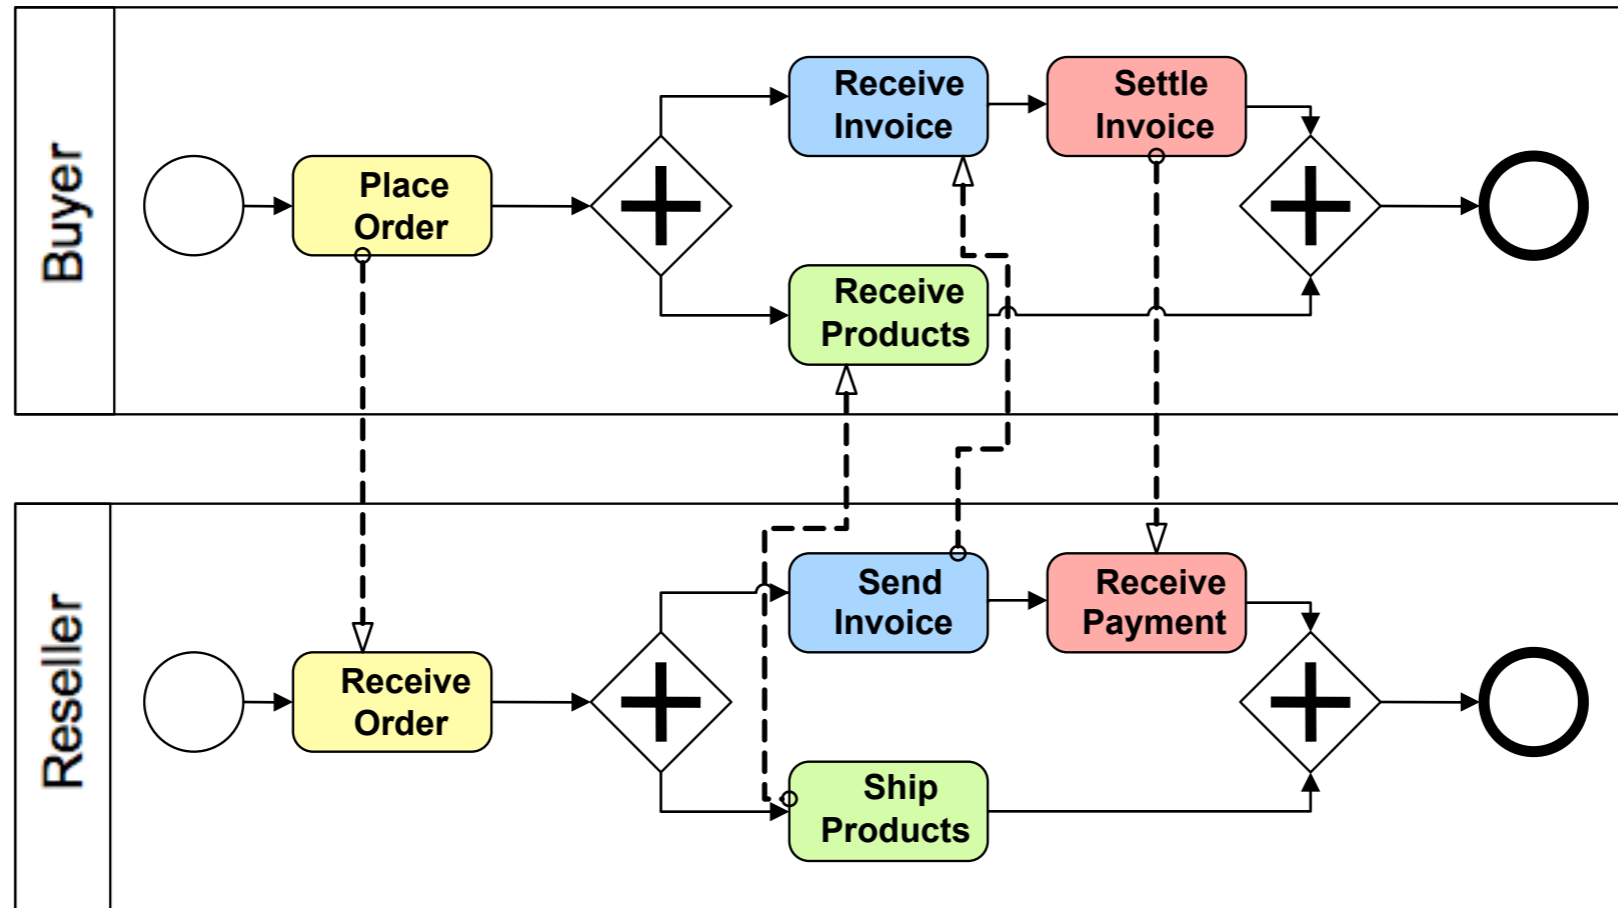 Buyer
Place
Order
Receive
Invoice
Settle
Invoice
Receive
Products
Reseller
Receive
Order
Send
Invoice
Receive
Payment
Ship
Products